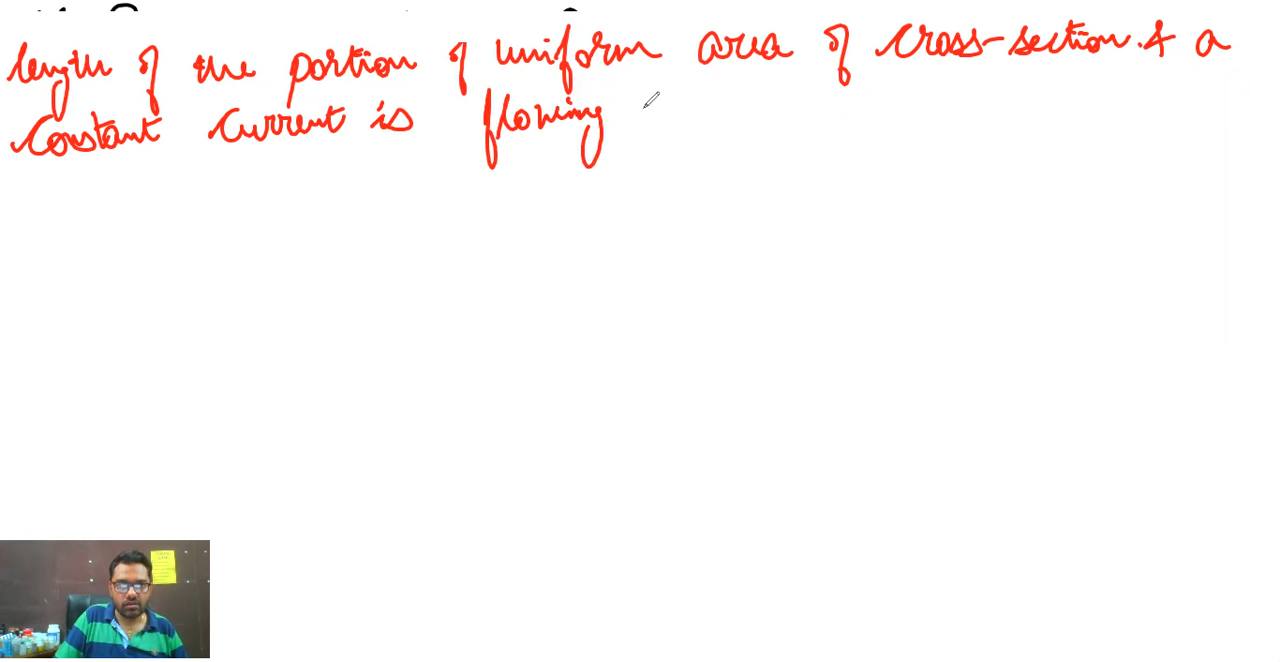 length of the portion of uniform area of cross-section. & a
constant current is flowing